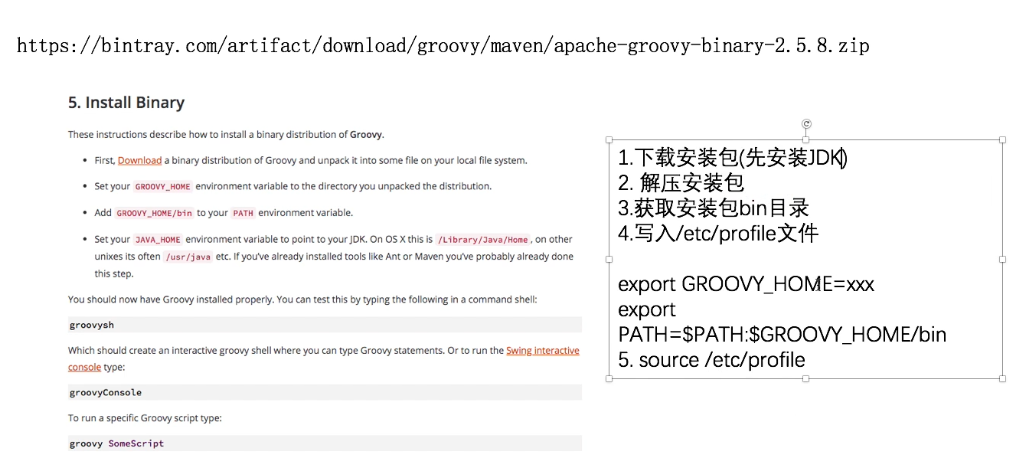 https://bintray.com/artifact/download/groovy/maven/apache-groovy-binary-2.5.8.zip
5. Install Binary
These instructions describe how to install a binary distribution of Groovy.
• First, Download a binary distribution of Groovy and unpack it into some file on your local file system.
• Set your GROOVY_HOME environment variable to the directory you unpacked the distribution.
• Add GROOVY_HOME/bin to your PATH environment variable.
• Set your JAVA_HOME environment variable to point to your JDK. On OS X this is /Library/Java/Home, on other
unixes its often /usr/java etc. If you've already installed tools like Ant or Maven you've probably already done
this step.
You should now have Groovy installed properly. You can test this by typing the following in a command shell:
groovysh
Which should create an interactive groovy shell where you can type Groovy statements. Or to run the Swing interactive
console type:
groovyConsole
To run a specific Groovy script type:
groovy SomeScript
1.下载安装包(先安装JDK)
2. 解压安装包
3.获取安装包bin目录
4.写入/etc/profile文件
export GROOVY_HOME=xxx
export
PATH=$PATH:$GROOVY_HOME/bin
5. source /etc/profile